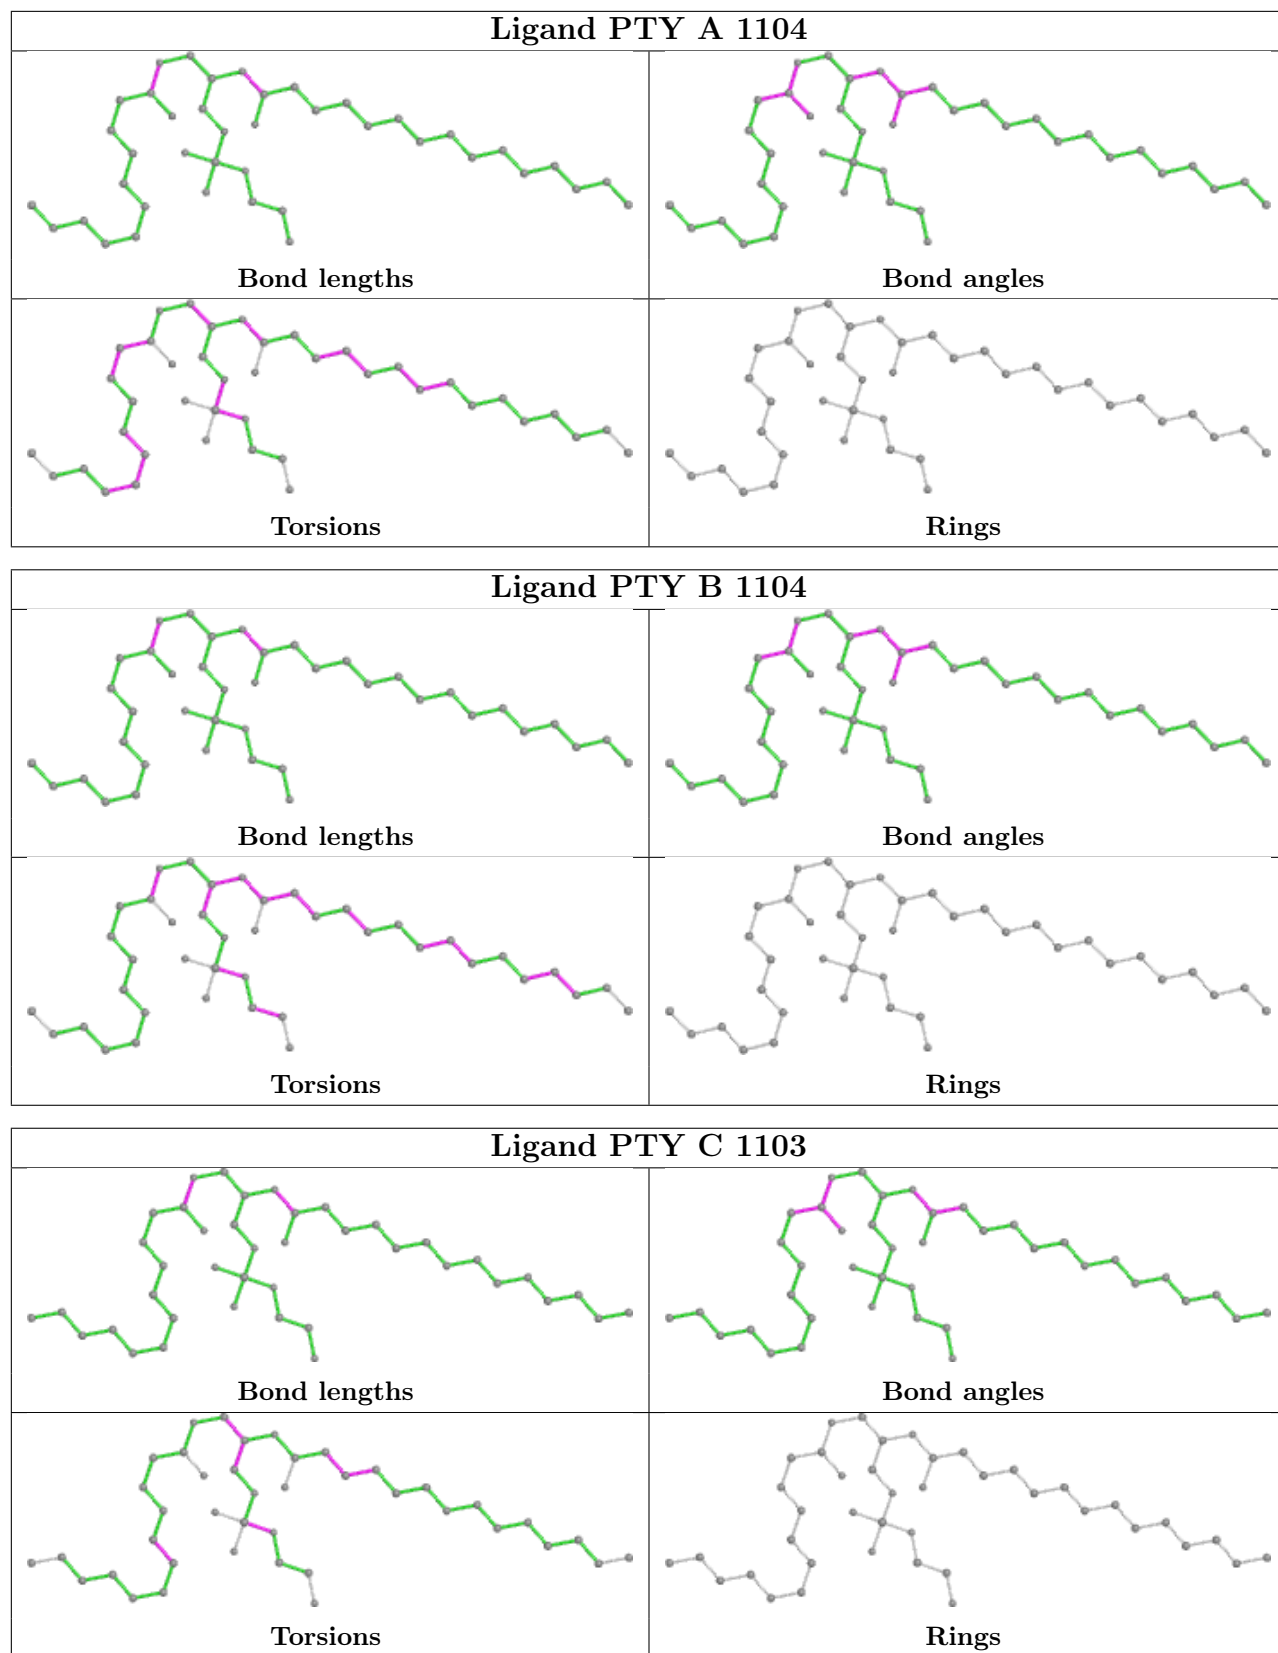 Ligand PTY A 1104
Bond lengths
Bond angles
Torsions
Rings
Ligand PTY B 1104
Bond lengths
Bond angles
Torsions
Rings
Ligand PTY C 1103
Bond lengths
Bond angles
Torsions
Rings